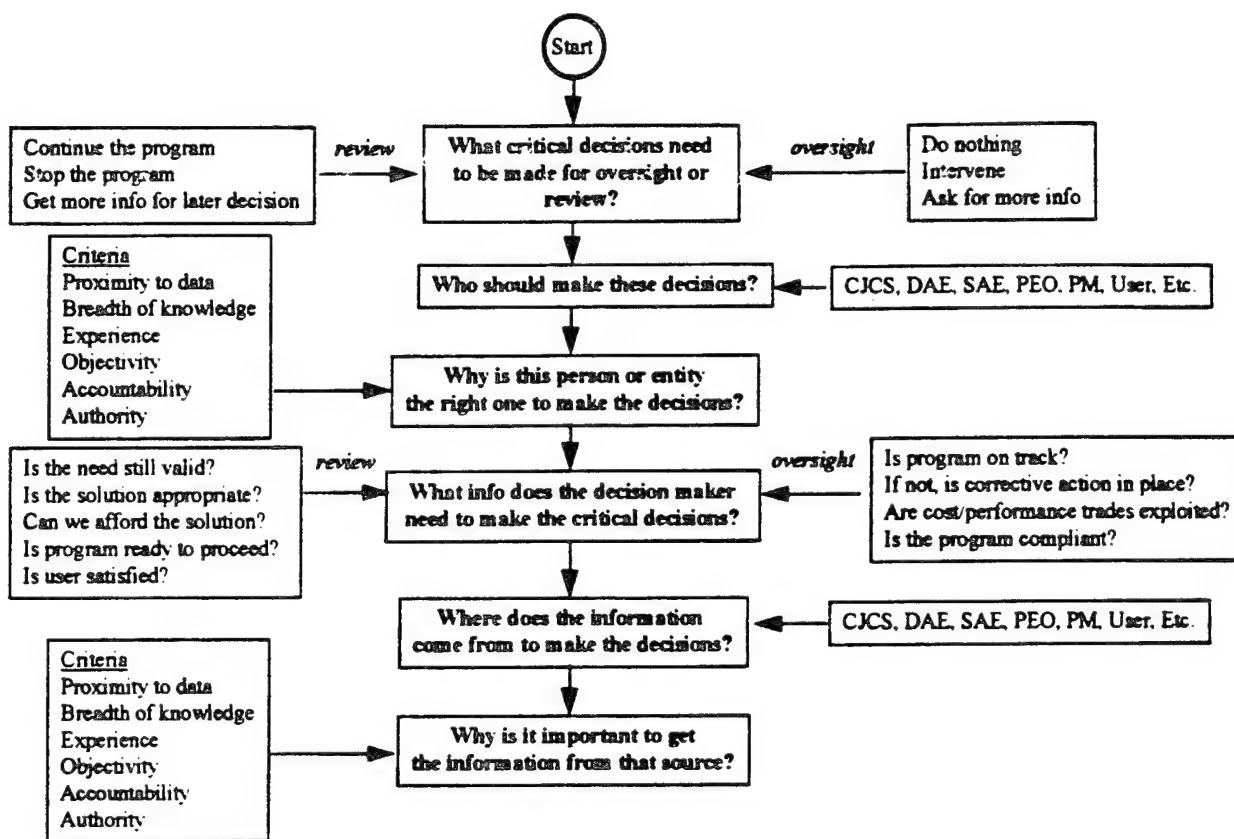 Start
Continue the program
Stop the program
Get more info for later decision
review
What critical decisions need
to be made for oversight or
review?
oversight
Do nothing
Intervene
Ask for more info
Criteria
Proximity to data
Breadth of knowledge
Experience
Objectivity
Accountability
Authority
Who should make these decisions?
CJCS, DAE, SAE, PEO, PM, User, Etc.
Why is this person or entity
the right one to make the decisions?
Is the need still valid?
Is the solution appropriate?
Can we afford the solution?
Is program ready to proceed?
Is user satisfied?
review
What info does the decision maker
need to make the critical decisions?
oversight
Is program on track?
If not, is corrective action in place?
Are cost/performance trades exploited?
Is the program compliant?
Where does the information
come from to make the decisions?
CJCS, DAE, SAE, PEO, PM, User, Etc.
Criteria
Proximity to data
Breadth of knowledge
Experience
Objectivity
Accountability
Authority
Why is it important to get
the information from that source?